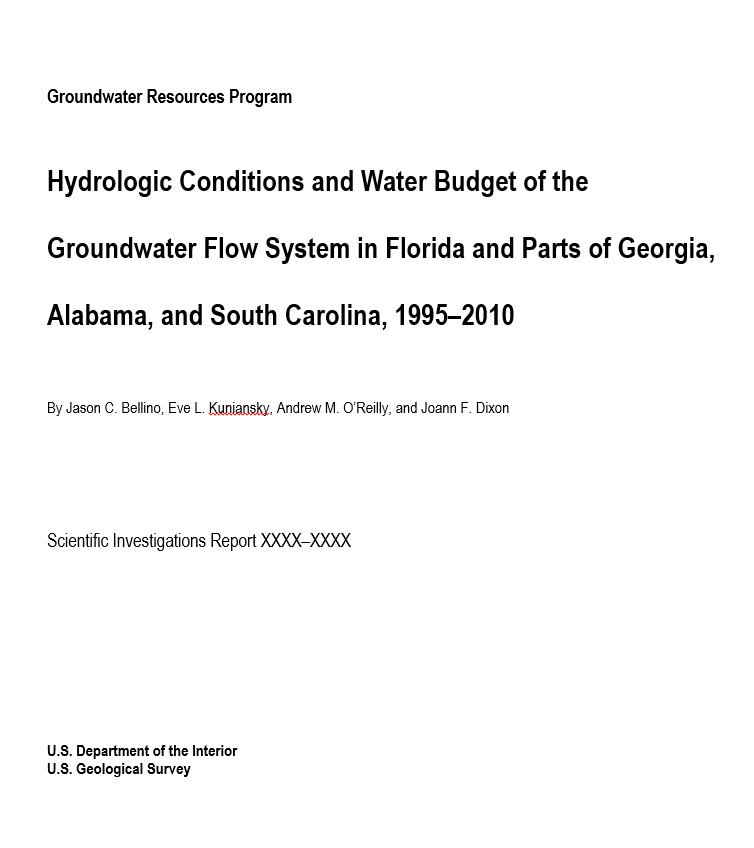 Groundwater Resources Program
Hydrologic Conditions and Water Budget of the
Groundwater Flow System in Florida and Parts of Georgia,
Alabama, and South Carolina, 1995–2010
By Jason C. Bellino, Eve L. Kuniansky, Andrew M. O’Reilly, and Joann F. Dixon
Scientific Investigations Report XXXX–XXXX
U.S. Department of the Interior
U.S. Geological Survey